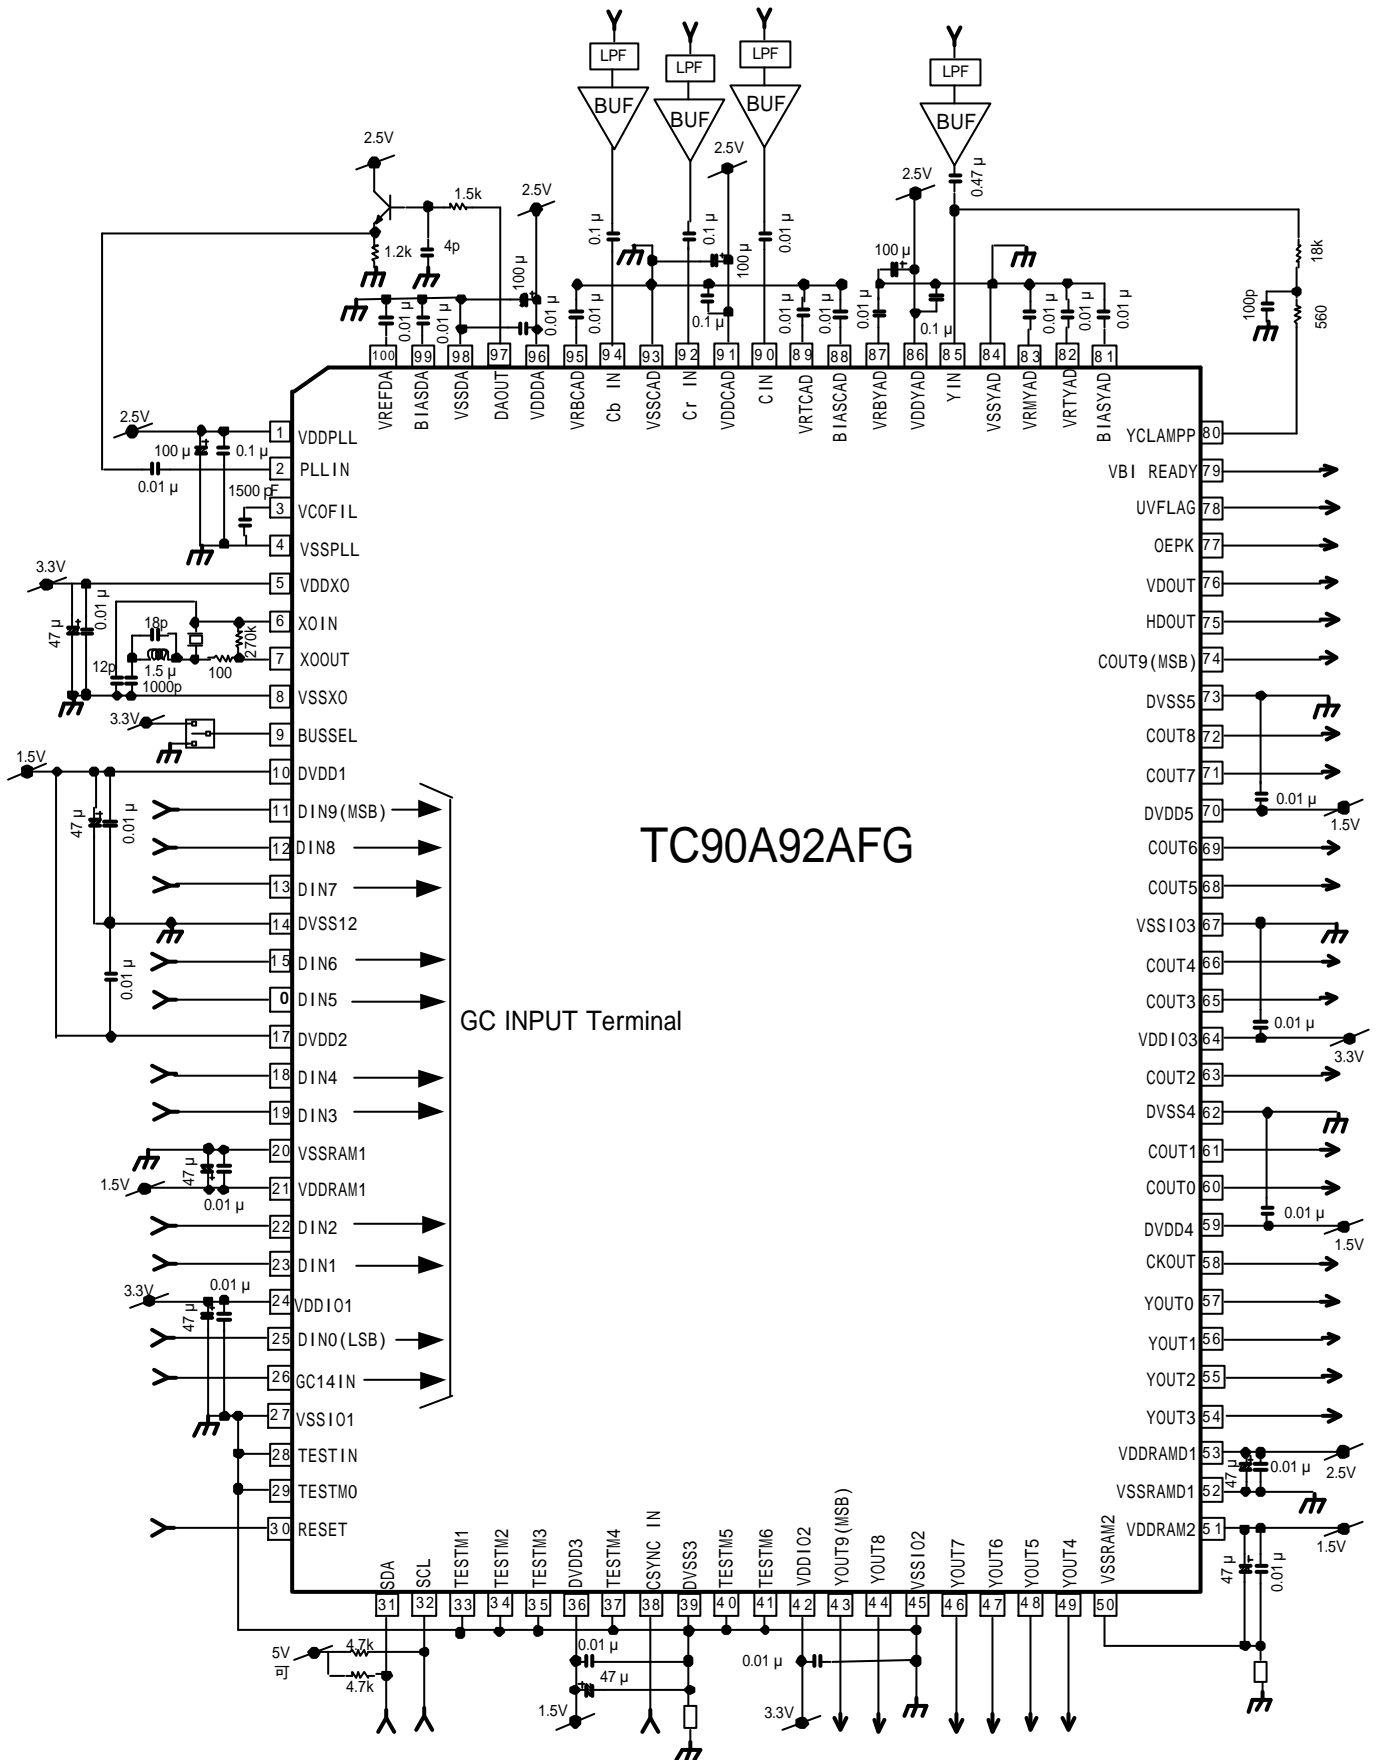 LPF
LPF
LPF
LPF
BUF
BUF
BUF
BUF
2.5V
1.5k
2.5V
2.5V
2.5V
0.47 μ
1.2k
4p
100 μ
0.1 μ
0.1 μ
100 μ
0.01 μ
100 μ
18k
0.01 μ
0.01 μ
0.01 μ
0.01 μ
0.1 μ
0.01 μ
0.01 μ
0.01 μ
0.1 μ
0.01 μ
0.01 μ
0.01 μ
100p
560
100
99
98
97
96
95
94
93
92
91
90
89
88
87
86
85
84
83
82
81
VREFDA
BIASDA
VSSDA
DAOUT
VDDDA
VRBCAD
Cb IN
VSSCAD
Cr IN
VDDCAD
CIN
VRTCAD
BIASCAD
VRBYAD
VDDYAD
YIN
VSSYAD
VRMYAD
VRTYAD
BIASYAD
2.5V
1 VDDPLL
100 μ
0.1 μ
2 PLLIN
0.01 μ
1500 pF
3 VCOFIL
4 VSSPLL
3.3V
5 VDDXO
47 μ
0.01 μ
6 XOIN
18p
270k
7 XOOUT
12p
1.5 μ
100
1000p
8 VSSXO
3.3V
9 BUSSEL
1.5V
10 DVDD1
11 DIN9(MSB)
47 μ
0.01 μ
12 DIN8
13 DIN7
14 DVSS12
15 DIN6
0.01 μ
0 DIN5
17 DVDD2
18 DIN4
19 DIN3
20 VSSRAM1
47 μ
1.5V
21 VDDRAM1
0.01 μ
22 DIN2
23 DIN1
3.3V
0.01 μ
24 VDDIO1
47 μ
25 DIN0(LSB)
26 GC14IN
27 VSSIO1
28 TESTIN
29 TESTM0
30 RESET
GC INPUT Terminal
TC90A92AFG
YCLAMPP 80
VBI READY 79
UVFLAG 78
OEPK 77
VDOUT 76
HDOUT 75
COUT9(MSB) 74
DVSS5 73
COUT8 72
COUT7 71
0.01 μ
DVDD5 70
1.5V
COUT6 69
COUT5 68
VSSIO3 67
COUT4 66
COUT3 65
0.01 μ
VDDIO3 64
3.3V
COUT2 63
DVSS4 62
COUT1 61
COUT0 60
0.01 μ
DVDD4 59
1.5V
CKOUT 58
YOUT0 57
YOUT1 56
YOUT2 55
YOUT3 54
VDDRAMD1 53
47 μ
0.01 μ
2.5V
VSSRAMD1 52
VDDRAM2 51
1.5V
47 μ
0.01 μ
SDA
SCL
TESTM1
TESTM2
TESTM3
DVDD3
TESTM4
CSYNC IN
DVSS3
TESTM5
TESTM6
VDDIO2
YOUT9(MSB)
YOUT8
VSSIO2
YOUT7
YOUT6
YOUT5
YOUT4
VSSRAM2
31
32
33
34
35
36
37
38
39
40
41
42
43
44
45
46
47
48
49
50
5V
可
4.7k
4.7k
0.01 μ
47 μ
1.5V
0.01 μ
3.3V